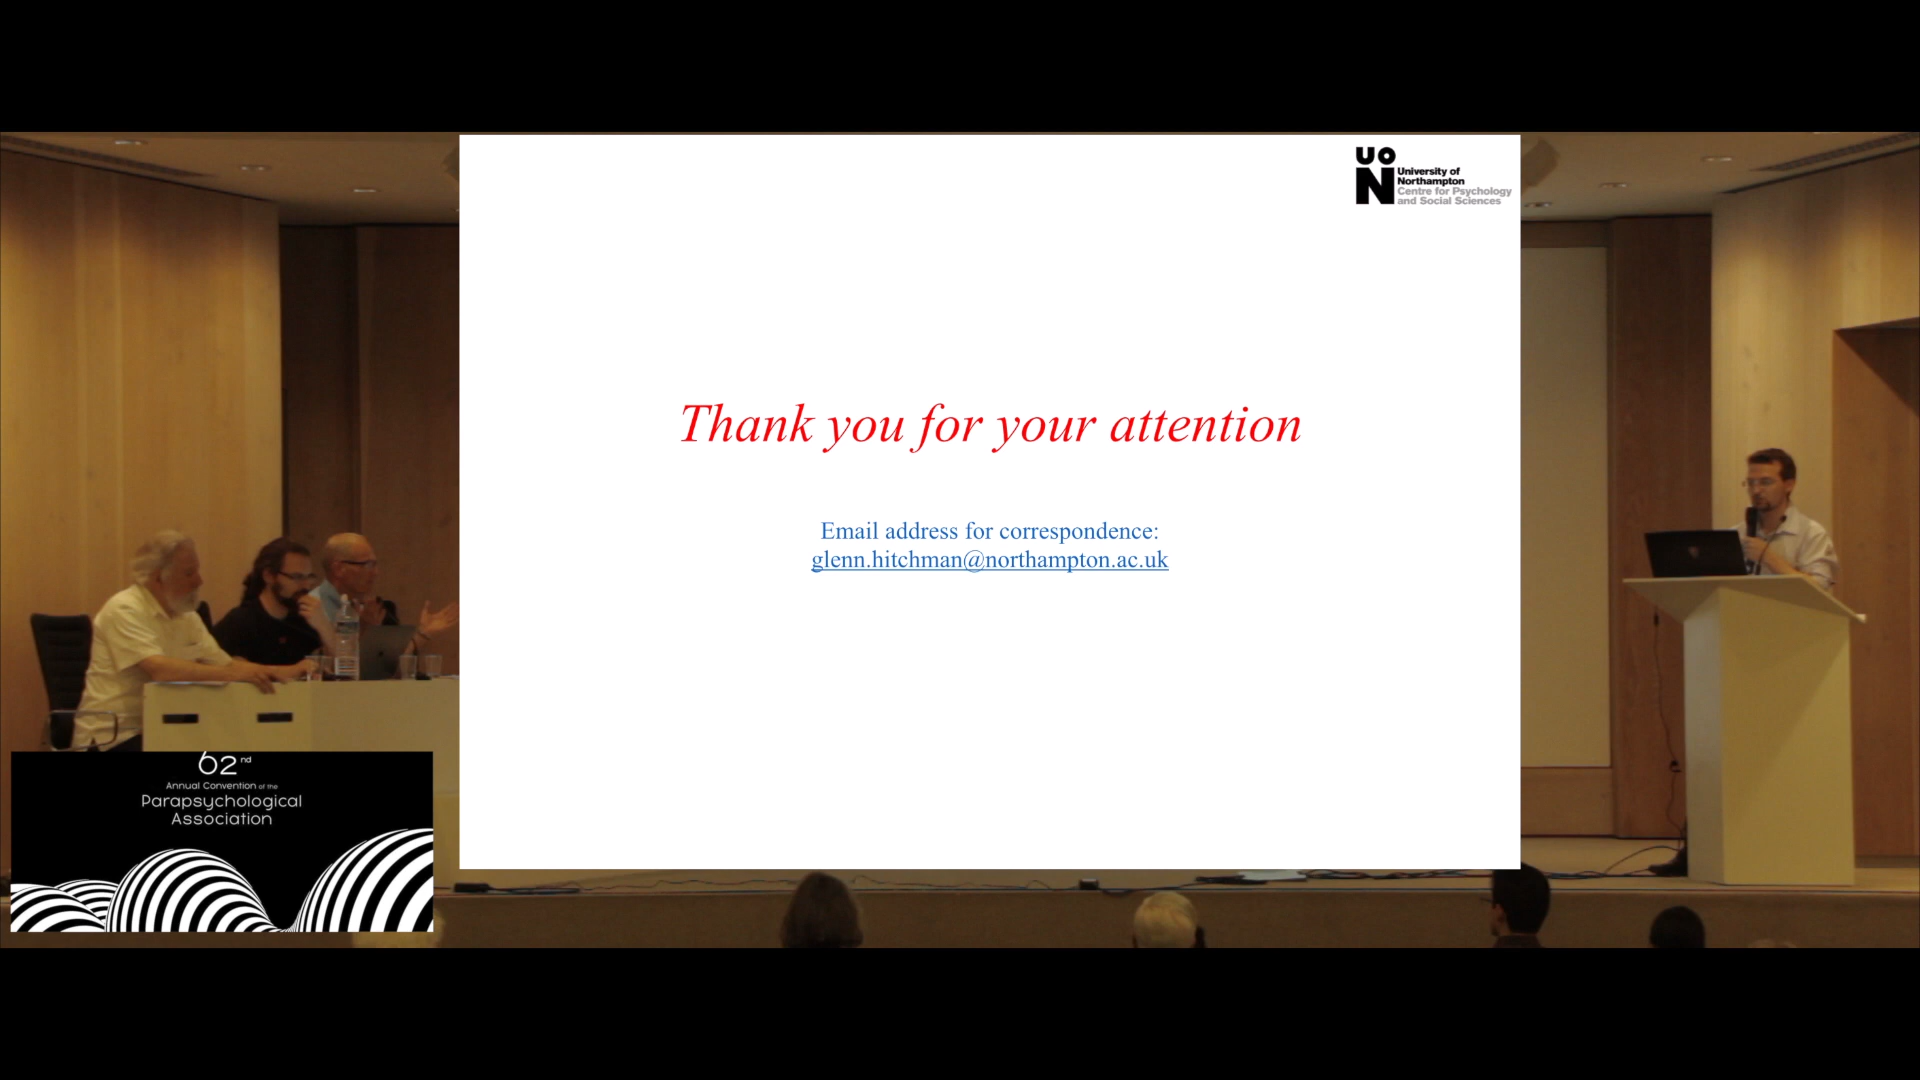 UON
University of
Northampton
Centre for Psychology
and Social Sciences
Thank you for your attention
Email address for correspondence:
glenn.hitchman@northampton.ac.uk
62nd
Annual Convention of the
Parapsychological
Association